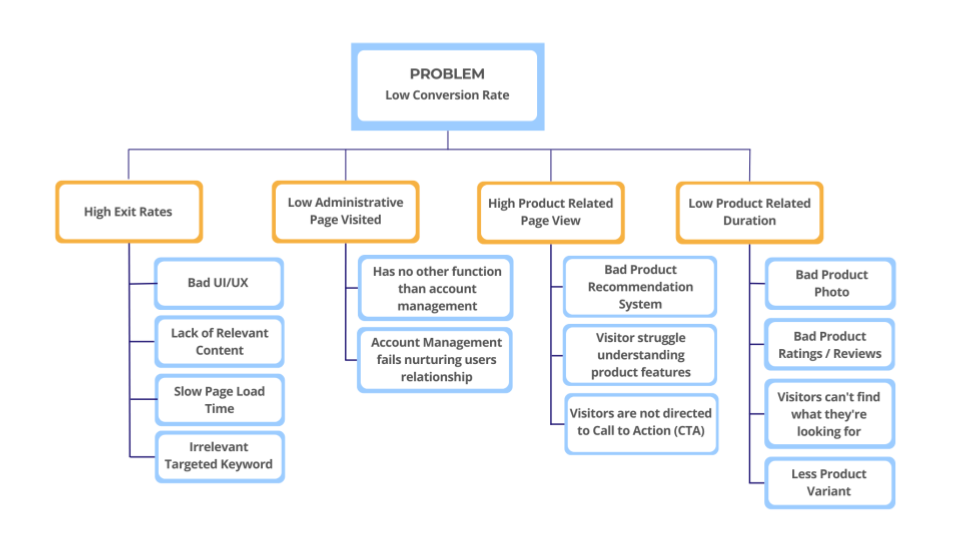 PROBLEM
Low Conversion Rate
High Exit Rates
Bad UI/UX
Lack of Relevant
Content
Slow Page Load
Time
Irrelevant
Targeted Keyword
Low Administrative
Page Visited
Has no other function
than account
management
Account Management
fails nurturing users
relationship
High Product Related
Page View
Bad Product
Recommendation
System
Visitor struggle
understanding
product features
Visitors are not directed
to Call to Action (CTA)
Low Product Related
Duration
Bad Product
Photo
Bad Product
Ratings / Reviews
Visitors can't find
what they're
looking for
Less Product
Variant